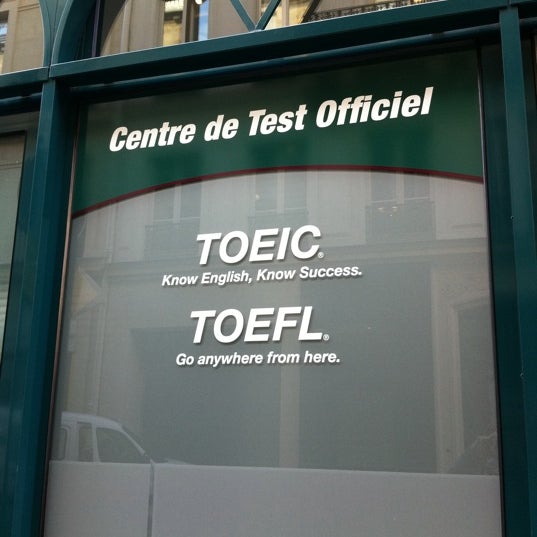 Centre de Test Officiel
TOEIC®
Know English, Know Success.
TOEFL®
Go anywhere from here.